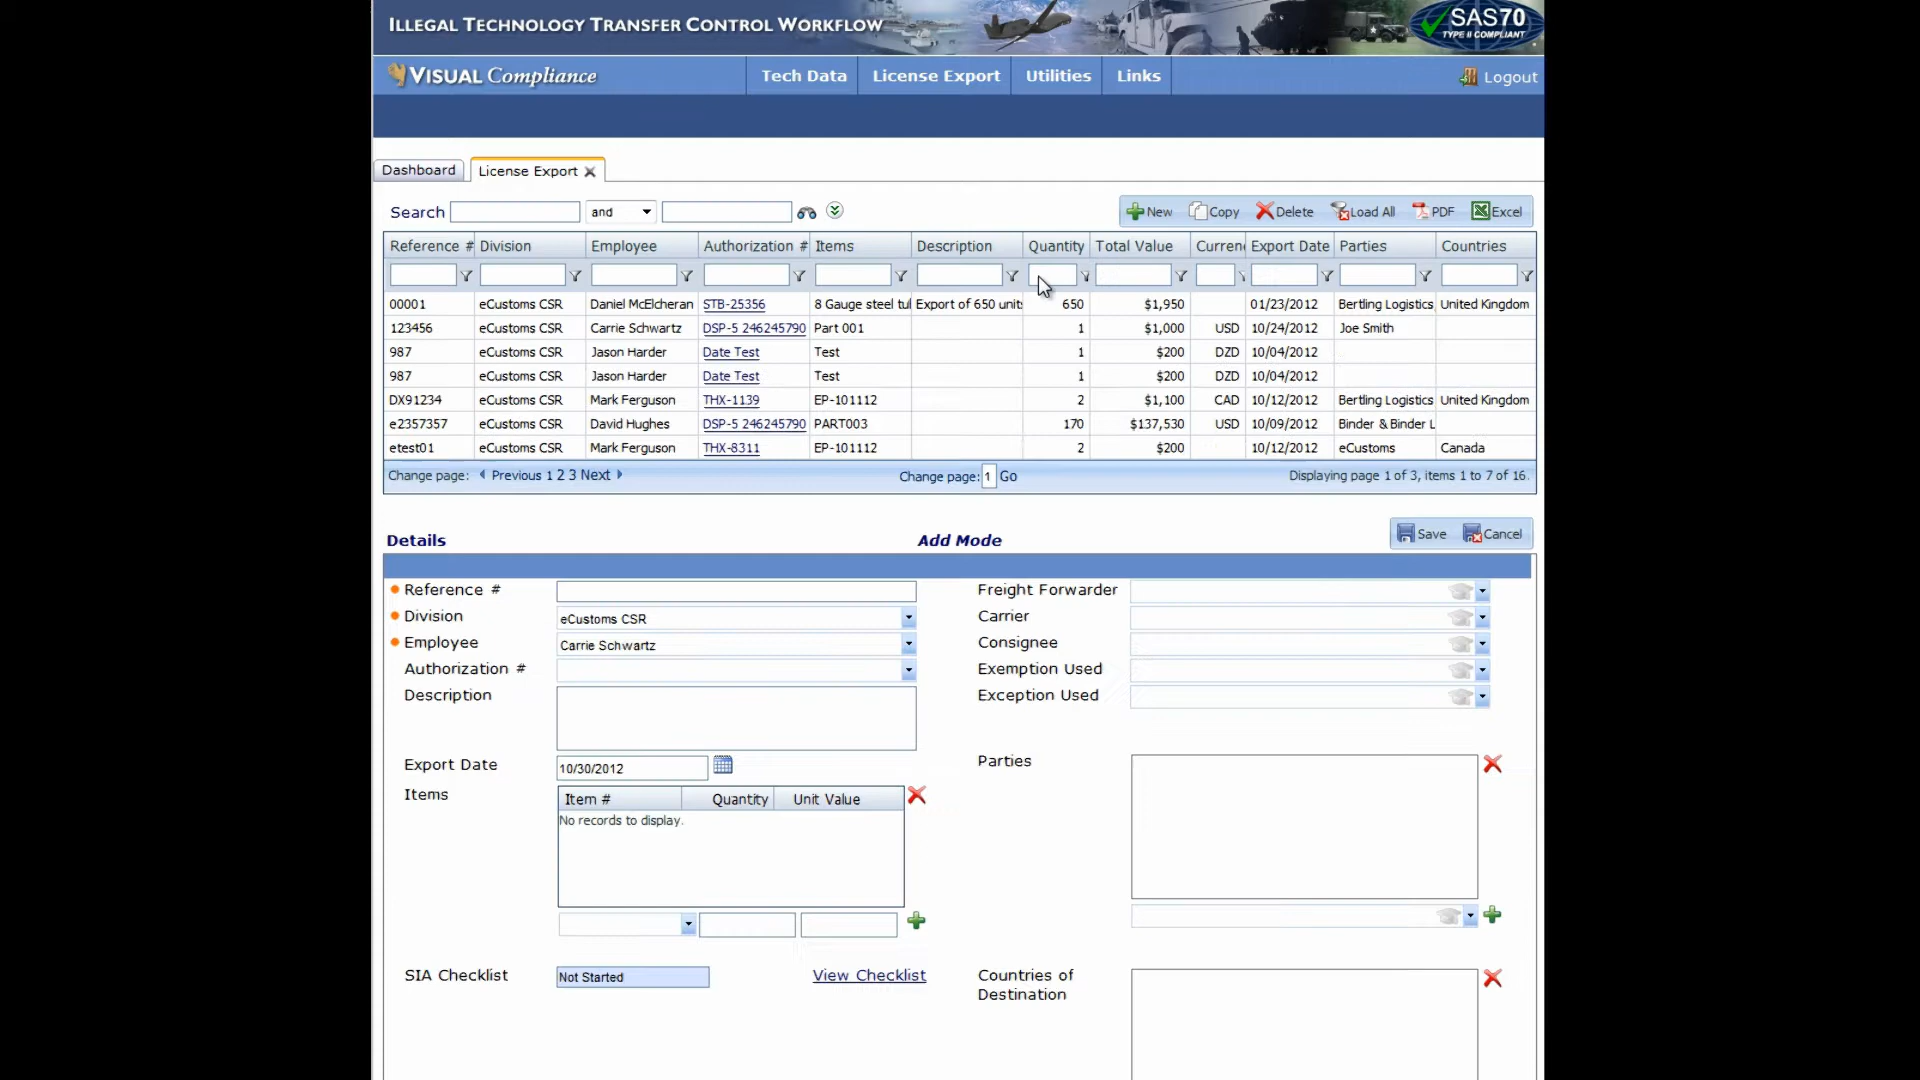 ILLEGAL TECHNOLOGY TRANSFER CONTROL WORKFLOW
SAS70
TYPE II COMPLIANT
VISUAL Compliance
Tech Data License Export Utilities Links Logout
Dashboard License Export
Search and New Copy Delete Load All PDF Excel
Reference # Division Employee Authorization # Items Description Quantity Total Value Curren Export Date Parties Countries
00001 eCustoms CSR Daniel McElcheran STB-25356 8 Gauge steel tul Export of 650 units 650 $1,950 01/23/2012 Bertling Logistics, United Kingdom
123456 eCustoms CSR Carrie Schwartz DSP-5 246245790 Part 001 1 $1,000 USD 10/24/2012 Joe Smith
987 eCustoms CSR Jason Harder Date Test Test 1 $200 DZD 10/04/2012
987 eCustoms CSR Jason Harder Date Test Test 1 $200 DZD 10/04/2012
DX91234 eCustoms CSR Mark Ferguson THX-1139 EP-101112 2 $1,100 CAD 10/12/2012 Bertling Logistics, United Kingdom
e2357357 eCustoms CSR David Hughes DSP-5 246245790 PART003 170 $137,530 USD 10/09/2012 Binder & Binder L
etest01 eCustoms CSR Mark Ferguson THX-8311 EP-101112 2 $200 10/12/2012 eCustoms Canada
Change page: Previous 1 2 3 Next Change page: 1 Go Displaying page 1 of 3, items 1 to 7 of 16.
Details Add Mode Save Cancel
Reference # Freight Forwarder
Division eCustoms CSR Carrier
Employee Carrie Schwartz Consignee
Authorization # Exemption Used
Description Exception Used
Export Date 10/30/2012 Parties
Items Item # Quantity Unit Value
No records to display.
SIA Checklist Not Started View Checklist Countries of
Destination